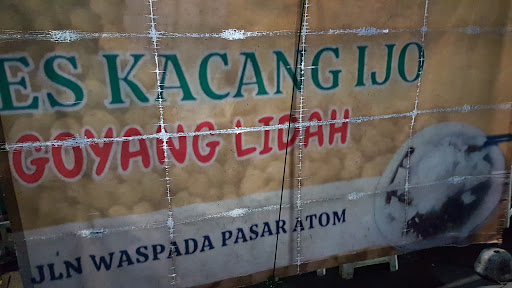 ES KACANG IJO
GOYANG LIDAH
JLN WASPADA PASAR ATOM